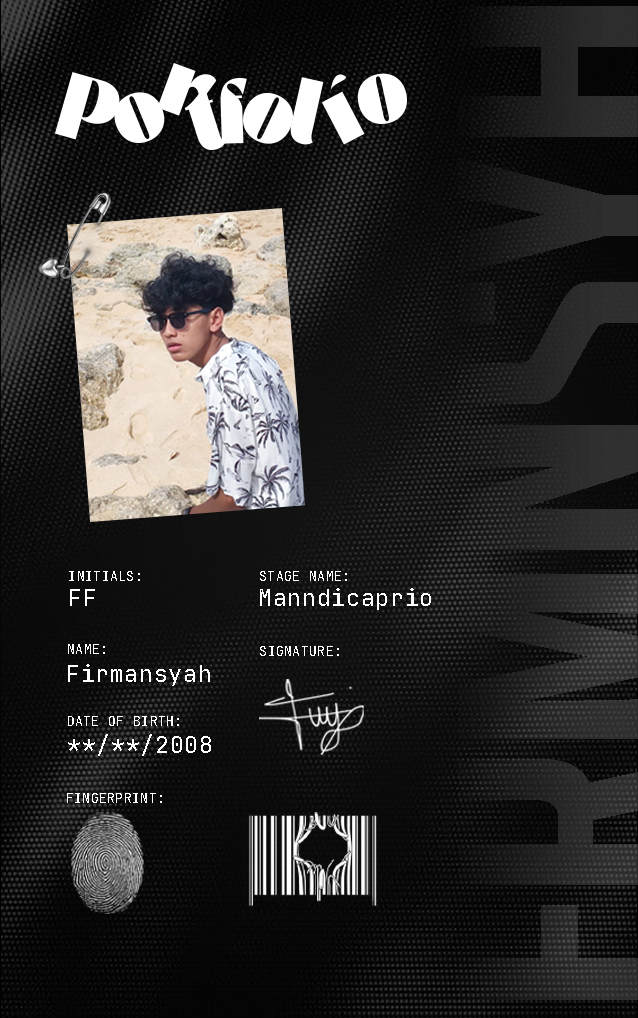 Portfolio
INITIALS:
FF
STAGE NAME:
Manndicaprio
NAME:
Firmansyah
SIGNATURE:
DATE OF BIRTH:
**/**/2008
FINGERPRINT:
FIRMANSYAH